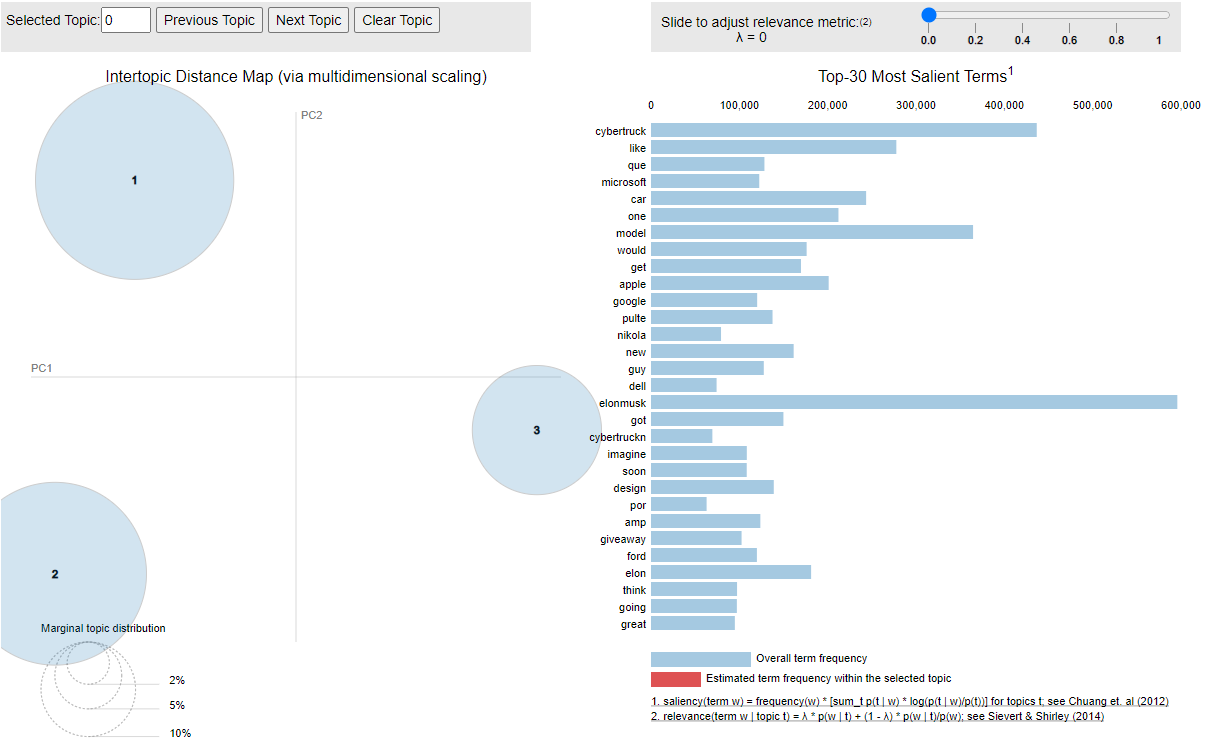 Selected Topic: 0 Previous Topic Next Topic Clear Topic
Slide to adjust relevance metric:(2)
λ = 0
0.0 0.2 0.4 0.6 0.8 1
Intertopic Distance Map (via multidimensional scaling)
PC2
1
PC1
3
2
Marginal topic distribution
2%
5%
10%
Top-30 Most Salient Terms1
0 100,000 200,000 300,000 400,000 500,000 600,000
cybertruck
like
que
microsoft
car
one
model
would
get
apple
google
pulte
nikola
new
guy
dell
elonmusk
got
cybertruckn
imagine
soon
design
por
amp
giveaway
ford
elon
think
going
great
Overall term frequency
Estimated term frequency within the selected topic
1. saliency(term w) = frequency(w) * [sum_t p(t | w) * log(p(t | w)/p(t))] for topics t; see Chuang et. al (2012)
2. relevance(term w | topic t) = λ * p(w | t) + (1 - λ) * p(w | t)/p(w); see Sievert & Shirley (2014)